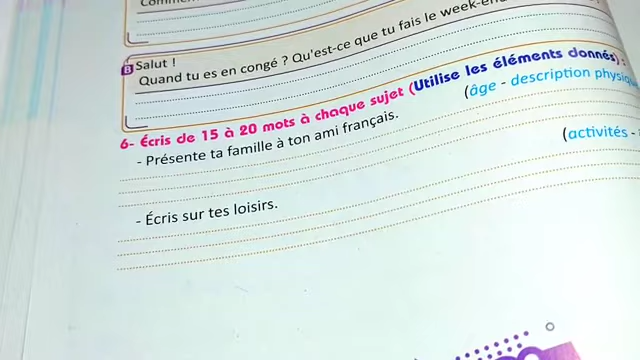 B Salut !
Quand tu es en congé ? Qu'est-ce que tu fais le week-end
6- Écris de 15 à 20 mots à chaque sujet (Utilise les éléments donnés) :
- Présente ta famille à ton ami français. (âge - description physique
(activités -
- Écris sur tes loisirs.